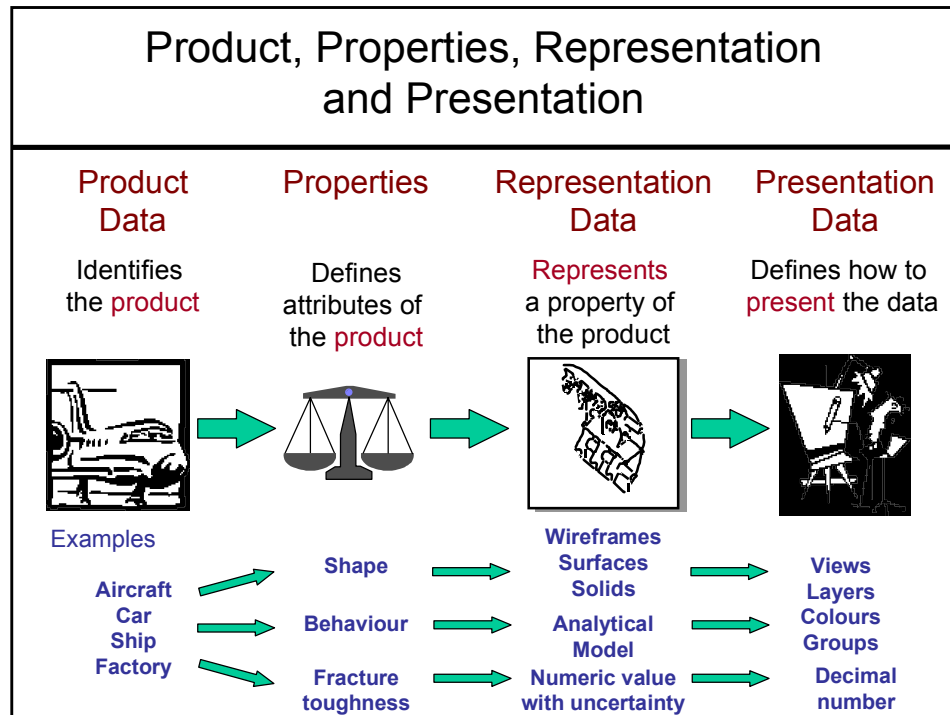 Product, Properties, Representation
and Presentation
Product
Data
Identifies
the product
Properties
Defines
attributes of
the product
Representation
Data
Represents
a property of
the product
Presentation
Data
Defines how to
present the data
Examples
Aircraft
Car
Ship
Factory
Shape
Behaviour
Fracture
toughness
Wireframes
Surfaces
Solids
Analytical
Model
Numeric value
with uncertainty
Views
Layers
Colours
Groups
Decimal
number